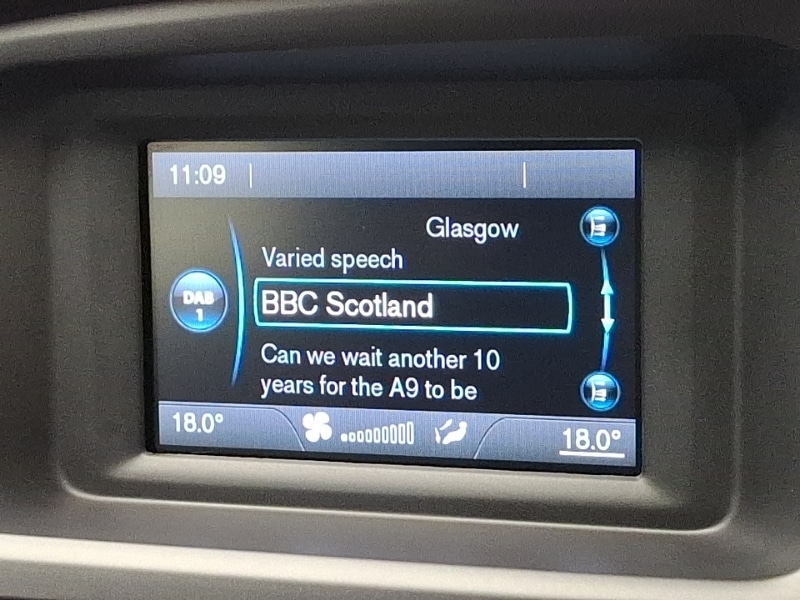 11:09
Glasgow
Varied speech
DAB
1
BBC Scotland
Can we wait another 10
years for the A9 to be
18.0°
18.0°